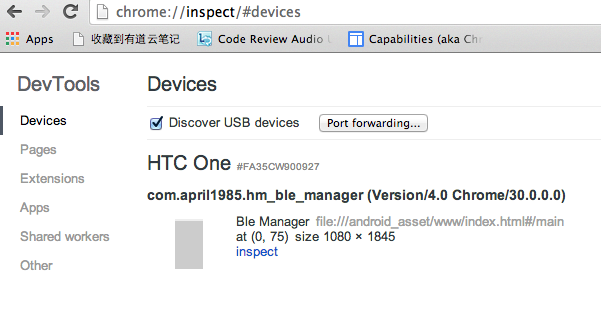 chrome://inspect/#devices
Apps 收藏到有道云笔记 Code Review Audio Capabilities (aka Chr
DevTools
Devices
Pages
Extensions
Apps
Shared workers
Other
Devices
Discover USB devices Port forwarding...
HTC One #FA35CW900927
com.april1985.hm_ble_manager (Version/4.0 Chrome/30.0.0.0)
Ble Manager file:///android_asset/www/index.html#/main
at (0, 75) size 1080 × 1845
inspect